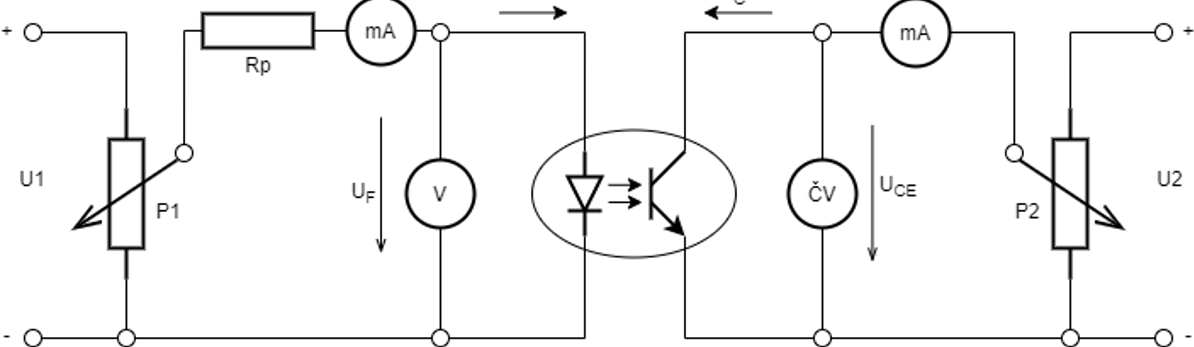 +
mA
mA
+
Rp
U1
P1
UF
V
ČV
UCE
P2
U2
-
-